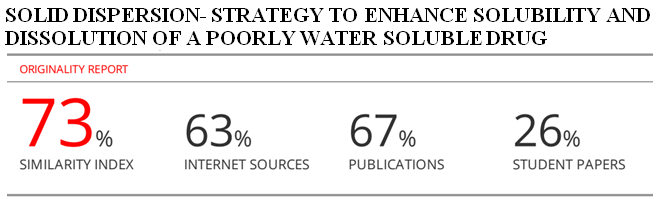 SOLID DISPERSION- STRATEGY TO ENHANCE SOLUBILITY AND
DISSOLUTION OF A POORLY WATER SOLUBLE DRUG
ORIGINALITY REPORT
73% 63% 67% 26%
SIMILARITY INDEX INTERNET SOURCES PUBLICATIONS STUDENT PAPERS